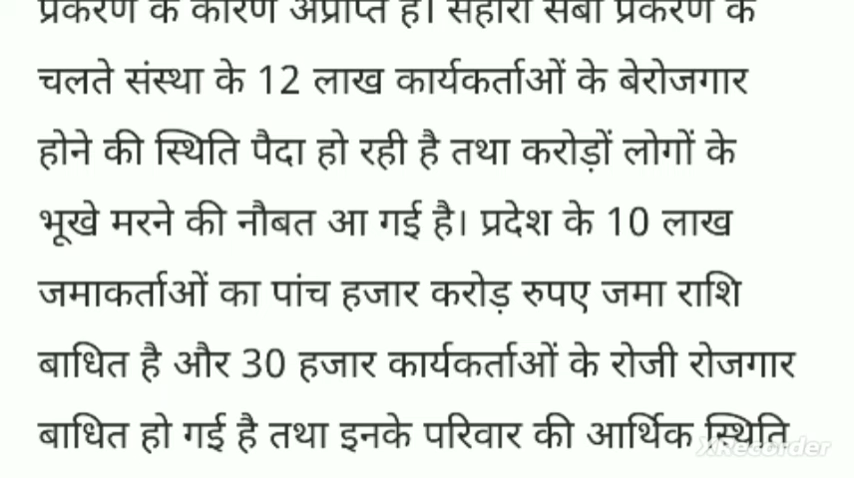 प्रकरण के कारण अप्राप्त है। सहारा सेबी प्रकरण के
चलते संस्था के 12 लाख कार्यकर्ताओं के बेरोजगार
होने की स्थिति पैदा हो रही है तथा करोड़ों लोगों के
भूखे मरने की नौबत आ गई है। प्रदेश के 10 लाख
जमाकर्ताओं का पांच हजार करोड़ रुपए जमा राशि
बाधित है और 30 हजार कार्यकर्ताओं के रोजी रोजगार
बाधित हो गई है तथा इनके परिवार की आर्थिक स्थिति
XRecorder